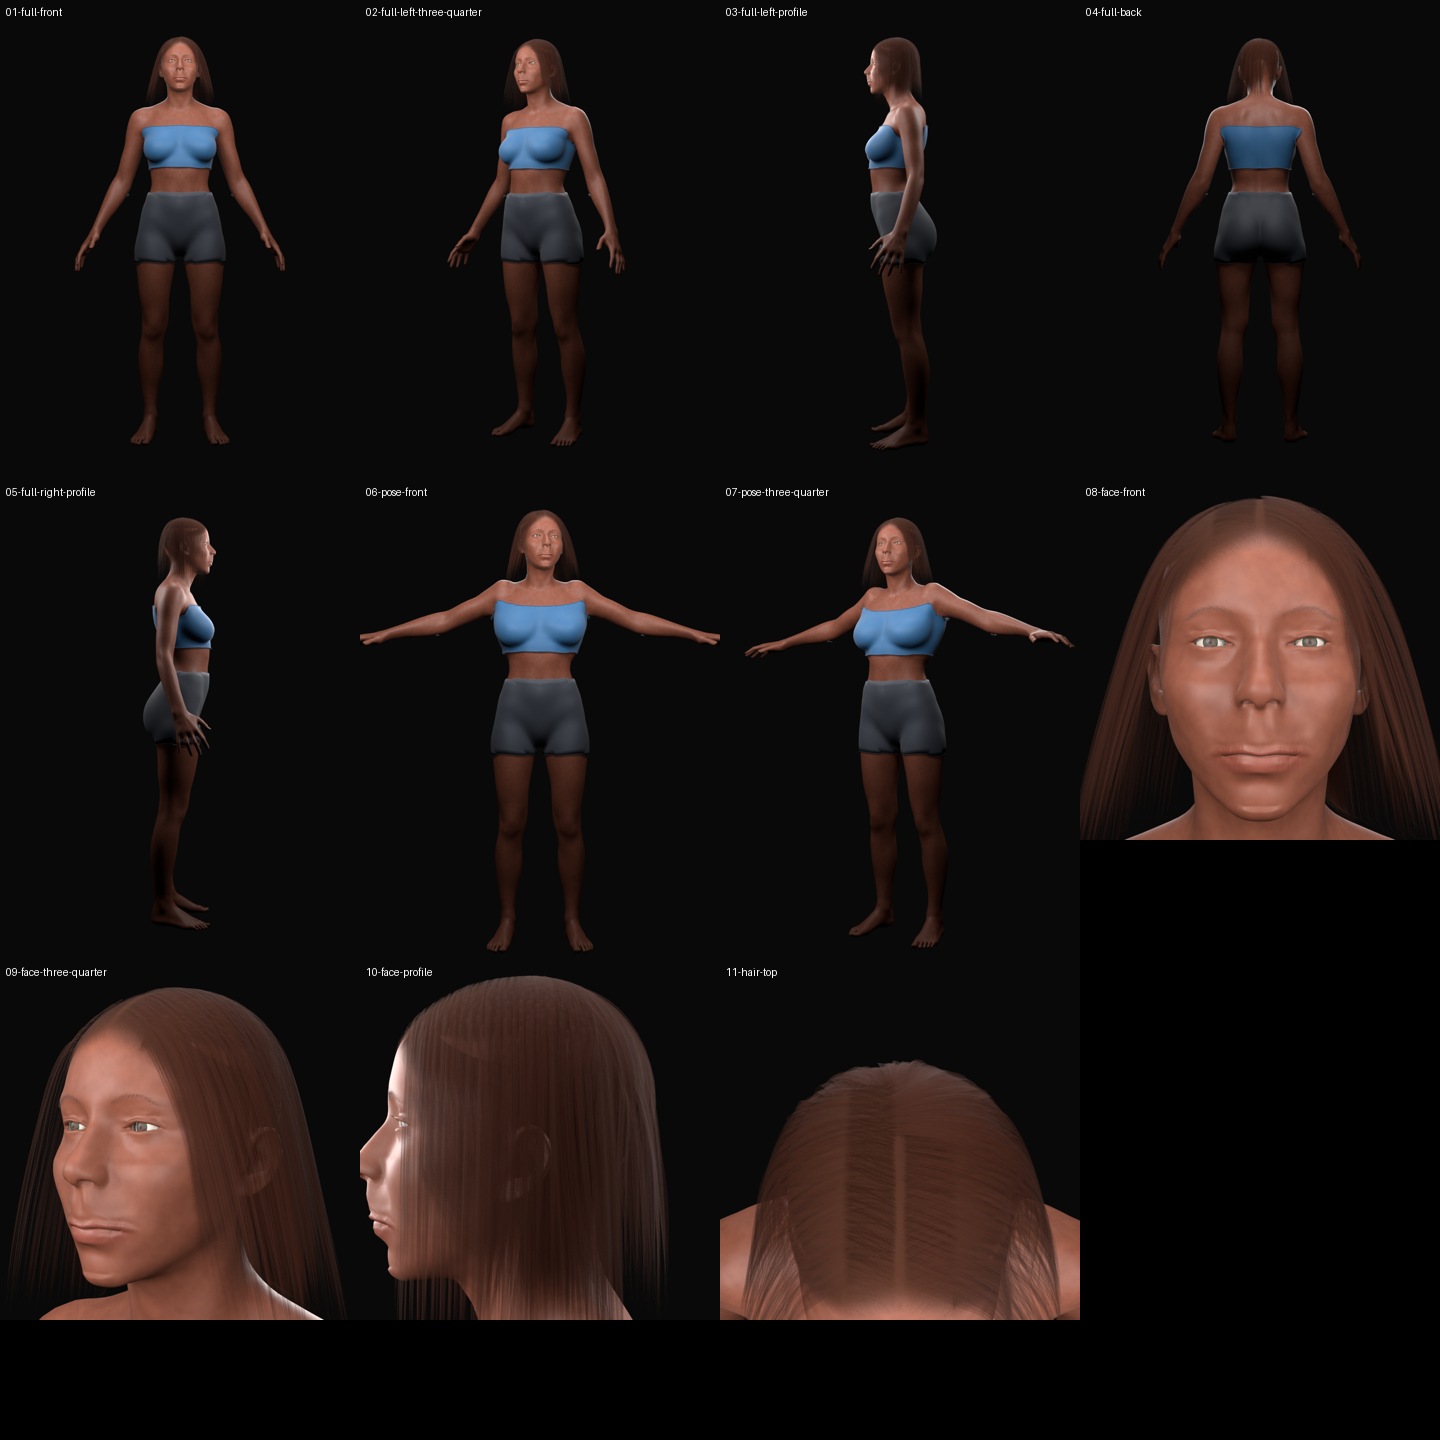 01-full-front
02-full-left-three-quarter
03-full-left-profile
04-full-back
05-full-right-profile
06-pose-front
07-pose-three-quarter
08-face-front
09-face-three-quarter
10-face-profile
11-hair-top